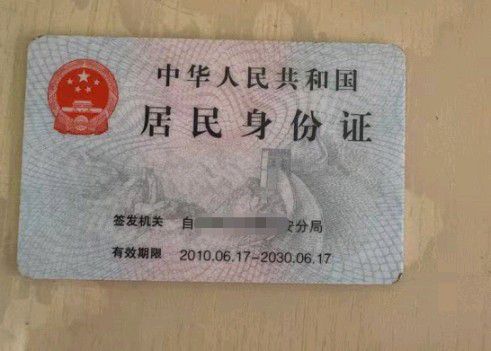 中华人民共和国
居民身份证
签发机关 自 安分局
有效期限 2010.06.17-2030.06.17